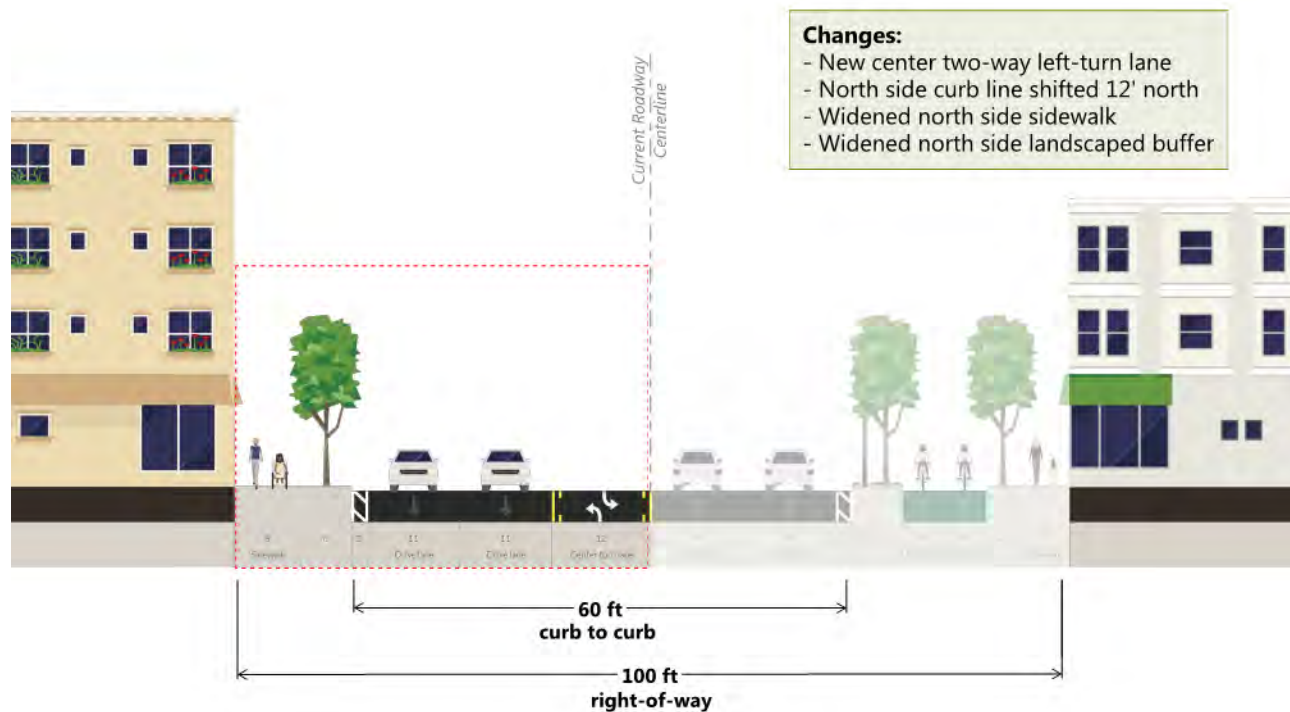 Changes:
- New center two-way left-turn lane
- North side curb line shifted 12' north
- Widened north side sidewalk
- Widened north side landscaped buffer
Current Roadway
Centerline
11
11
12
Drive lane
Drive lane
60 ft
curb to curb
100 ft
right-of-way